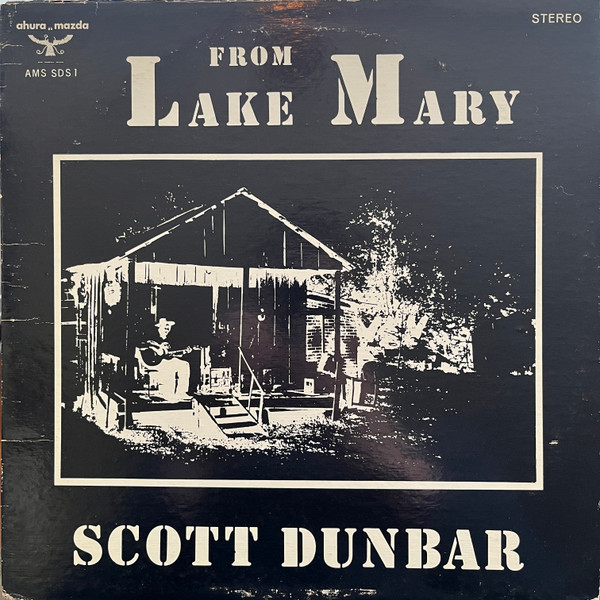 ahura mazda
STEREO
AMS SDS 1
FROM
LAKE MARY
SCOTT DUNBAR